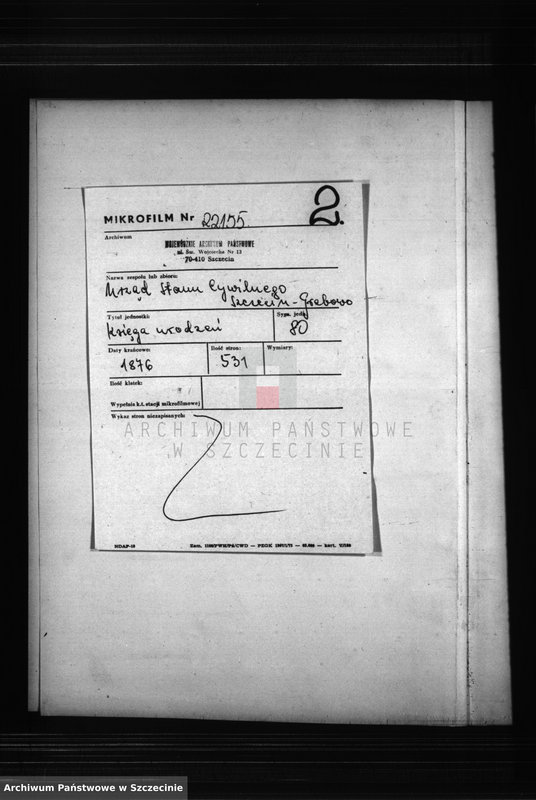 2.
MIKROFILM Nr 22155.
Archiwum
WOJEWÓDZKIE ARCHIWUM PAŃSTWOWE
ul. Św. Wojciecha Nr 13
70-410 Szczecin
Nazwa zespołu lub zbioru:
Urząd Stanu Cywilnego
Szczecin - Grabowo
Tytuł jednostki: Sygn. jedn.
Księga urodzeń 80
Daty krańcowe: Ilość stron: Wymiary:
1876 531
Ilość klatek:
Wypełnia k.t. stacji mikrofilmowej
Wykaz stron niezapisanych:
ARCHIWUM PAŃSTWOWE
W SZCZECINIE
NDAP-13
Archiwum Państwowe w Szczecinie